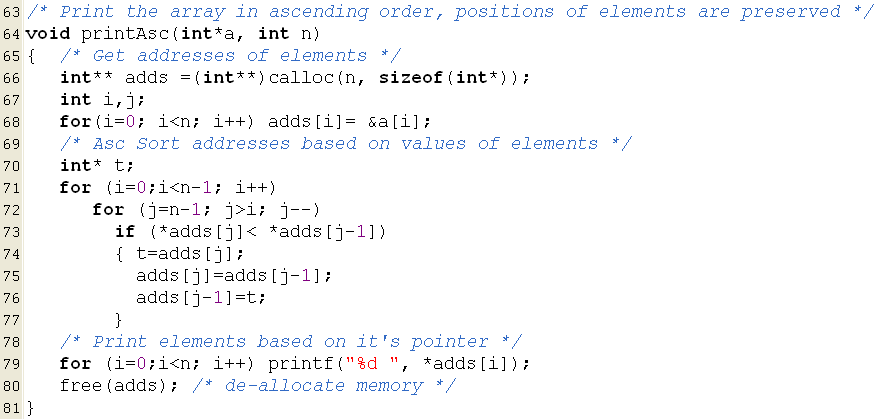 63 /* Print the array in ascending order, positions of elements are preserved */
64 void printAsc(int*a, int n)
65 {  /* Get addresses of elements */
66    int** adds =(int**)calloc(n, sizeof(int*));
67    int i,j;
68    for(i=0; i<n; i++) adds[i]= &a[i];
69    /* Asc Sort addresses based on values of elements */
70    int* t;
71    for (i=0;i<n-1; i++)
72       for (j=n-1; j>i; j--)
73         if (*adds[j]< *adds[j-1])
74         { t=adds[j];
75           adds[j]=adds[j-1];
76           adds[j-1]=t;
77         }
78    /* Print elements based on it's pointer */
79    for (i=0;i<n; i++) printf("%d ", *adds[i]);
80    free(adds); /* de-allocate memory */
81 }